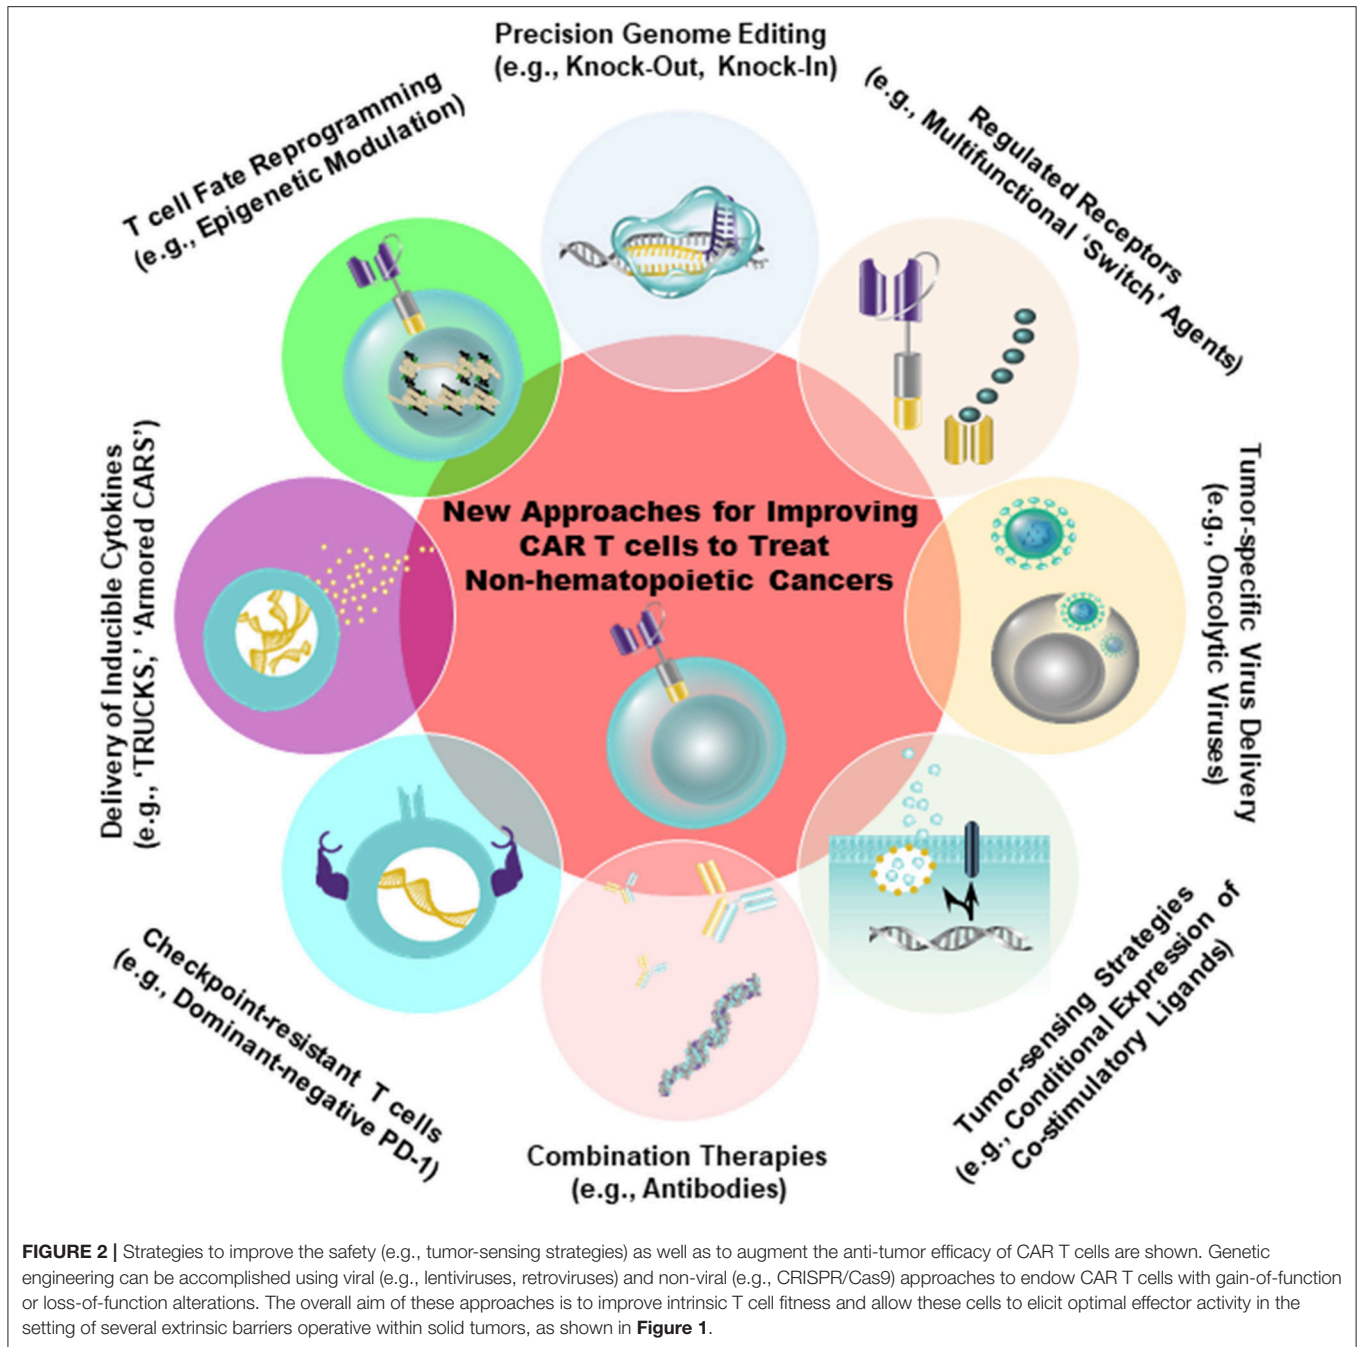 Precision Genome Editing
(e.g., Knock-Out, Knock-In)
Regulated Receptors
(e.g., Multifunctional ‘Switch’ Agents)
Tumor-specific Virus Delivery
(e.g., Oncolytic Viruses)
Tumor-sensing Strategies
(e.g., Conditional Expression of
Co-stimulatory Ligands)
Combination Therapies
(e.g., Antibodies)
Checkpoint-resistant T cells
(e.g., Dominant-negative PD-1)
Delivery of Inducible Cytokines
(e.g., ‘TRUCKS,’ ‘Armored CARS’)
T cell Fate Reprogramming
(e.g., Epigenetic Modulation)
New Approaches for Improving
CAR T cells to Treat
Non-hematopoietic Cancers
FIGURE 2 | Strategies to improve the safety (e.g., tumor-sensing strategies) as well as to augment the anti-tumor efficacy of CAR T cells are shown. Genetic
engineering can be accomplished using viral (e.g., lentiviruses, retroviruses) and non-viral (e.g., CRISPR/Cas9) approaches to endow CAR T cells with gain-of-function
or loss-of-function alterations. The overall aim of these approaches is to improve intrinsic T cell fitness and allow these cells to elicit optimal effector activity in the
setting of several extrinsic barriers operative within solid tumors, as shown in Figure 1.